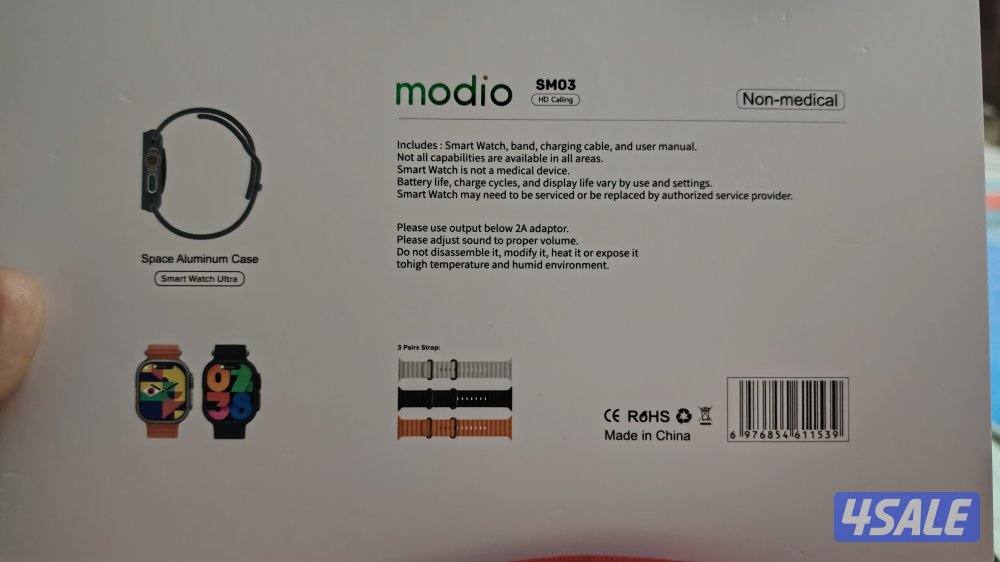 modio
SM03
HD Calling
Non-medical
Includes : Smart Watch, band, charging cable, and user manual.
Not all capabilities are available in all areas.
Smart Watch is not a medical device.
Battery life, charge cycles, and display life vary by use and settings.
Smart Watch may need to be serviced or be replaced by authorized service provider.
Please use output below 2A adaptor.
Please adjust sound to proper volume.
Do not disassemble it, modify it, heat it or expose it
tohigh temperature and humid environment.
Space Aluminum Case
Smart Watch Ultra
07
38
3 Pairs Strap:
CE RoHS
Made in China
6 976854 611539
4SALE